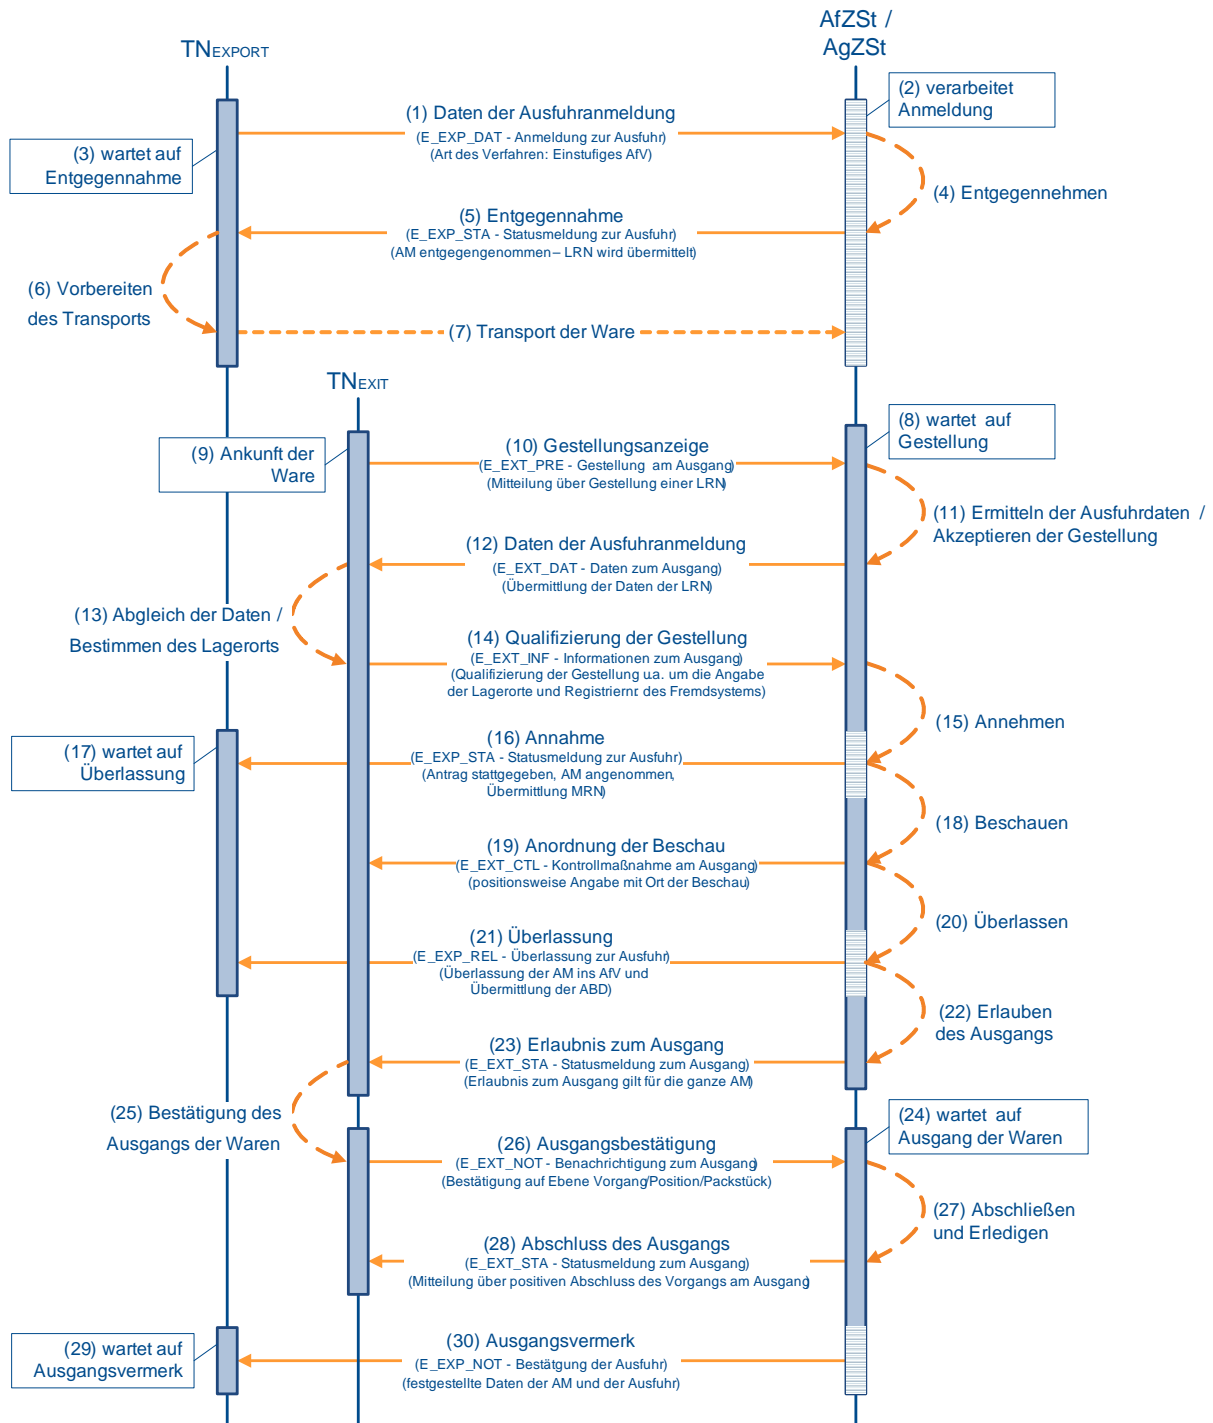 AfZSt /
AgZSt
TNEXPORT
(2) verarbeitet
Anmeldung
(1) Daten der Ausfuhranmeldung
(E_EXP_DAT - Anmeldung zur Ausfuhr)
(Art des Verfahren: Einstufiges AfV)
(3) wartet auf
Entgegennahme
(4) Entgegennehmen
(5) Entgegennahme
(E_EXP_STA - Statusmeldung zur Ausfuhr)
(AM entgegengenommen – LRN wird übermittelt)
(6) Vorbereiten
des Transports
(7) Transport der Ware
TNEXIT
(8) wartet auf
Gestellung
(9) Ankunft der
Ware
(10) Gestellungsanzeige
(E_EXT_PRE - Gestellung am Ausgang)
(Mitteilung über Gestellung einer LRN)
(11) Ermitteln der Ausfuhrdaten /
Akzeptieren der Gestellung
(12) Daten der Ausfuhranmeldung
(E_EXT_DAT - Daten zum Ausgang)
(Übermittlung der Daten der LRN)
(13) Abgleich der Daten /
Bestimmen des Lagerorts
(14) Qualifizierung der Gestellung
(E_EXT_INF - Informationen zum Ausgang)
(Qualifizierung der Gestellung u.a. um die Angabe
der Lagerorte und Registriernr. des Fremdsystems)
(15) Annehmen
(16) Annahme
(E_EXP_STA - Statusmeldung zur Ausfuhr)
(Antrag stattgegeben, AM angenommen,
Übermittlung MRN)
(17) wartet auf
Überlassung
(18) Beschauen
(19) Anordnung der Beschau
(E_EXT_CTL - Kontrollmaßnahme am Ausgang)
(positionsweise Angabe mit Ort der Beschau)
(20) Überlassen
(21) Überlassung
(E_EXP_REL - Überlassung zur Ausfuhr)
(Überlassung der AM ins AfV und
Übermittlung der ABD)
(22) Erlauben
des Ausgangs
(23) Erlaubnis zum Ausgang
(E_EXT_STA - Statusmeldung zum Ausgang)
(Erlaubnis zum Ausgang gilt für die ganze AM)
(24) wartet auf
Ausgang der Waren
(25) Bestätigung des
Ausgangs der Waren
(26) Ausgangsbestätigung
(E_EXT_NOT - Benachrichtigung zum Ausgang)
(Bestätigung auf Ebene Vorgang/Position/Packstück)
(27) Abschließen
und Erledigen
(28) Abschluss des Ausgangs
(E_EXT_STA - Statusmeldung zum Ausgang)
(Mitteilung über positiven Abschluss des Vorgangs am Ausgang)
(29) wartet auf
Ausgangsvermerk
(30) Ausgangsvermerk
(E_EXP_NOT - Bestätgung der Ausfuhr)
(festgestellte Daten der AM und der Ausfuhr)